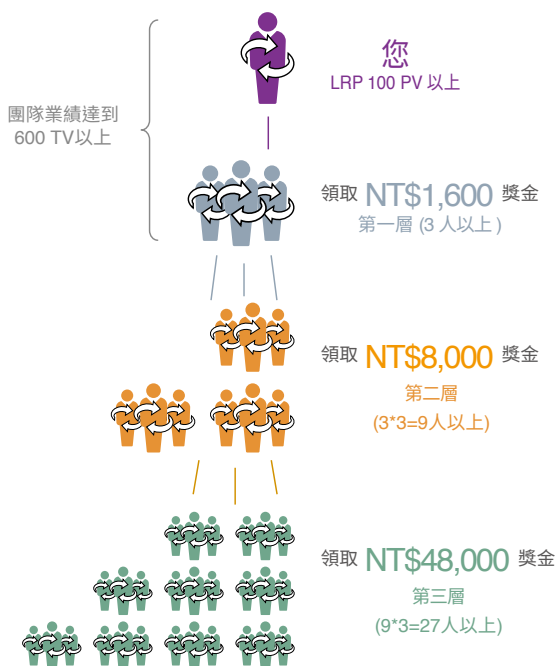 您
LRP 100 PV 以上
團隊業績達到
600 TV以上
領取 NT$1,600 獎金
第一層 (3 人以上 )
領取 NT$8,000 獎金
第二層
(3*3=9人以上)
領取 NT$48,000 獎金
第三層
(9*3=27人以上)